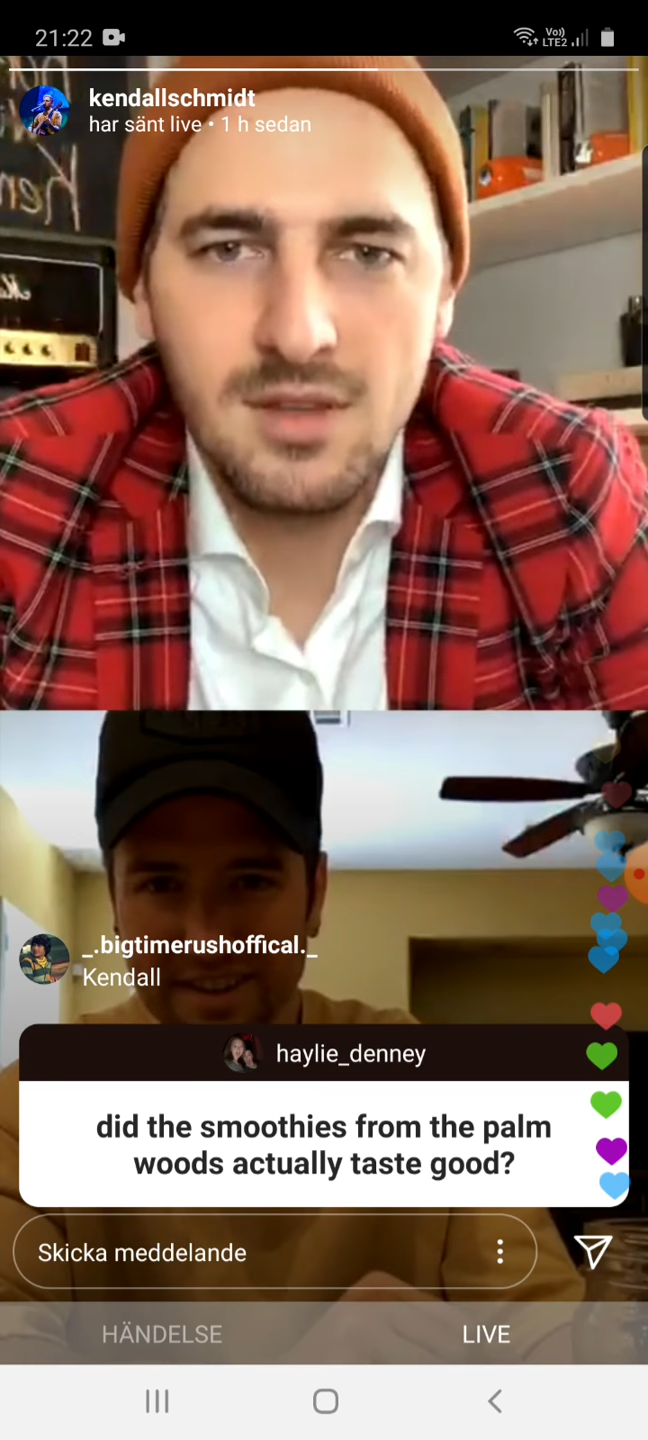 21:22
Vo))
LTE2
kendallschmidt
har sänt live • 1 h sedan
_.bigtimerushoffical._
Kendall
haylie_denney
did the smoothies from the palm
woods actually taste good?
Skicka meddelande
HÄNDELSE
LIVE